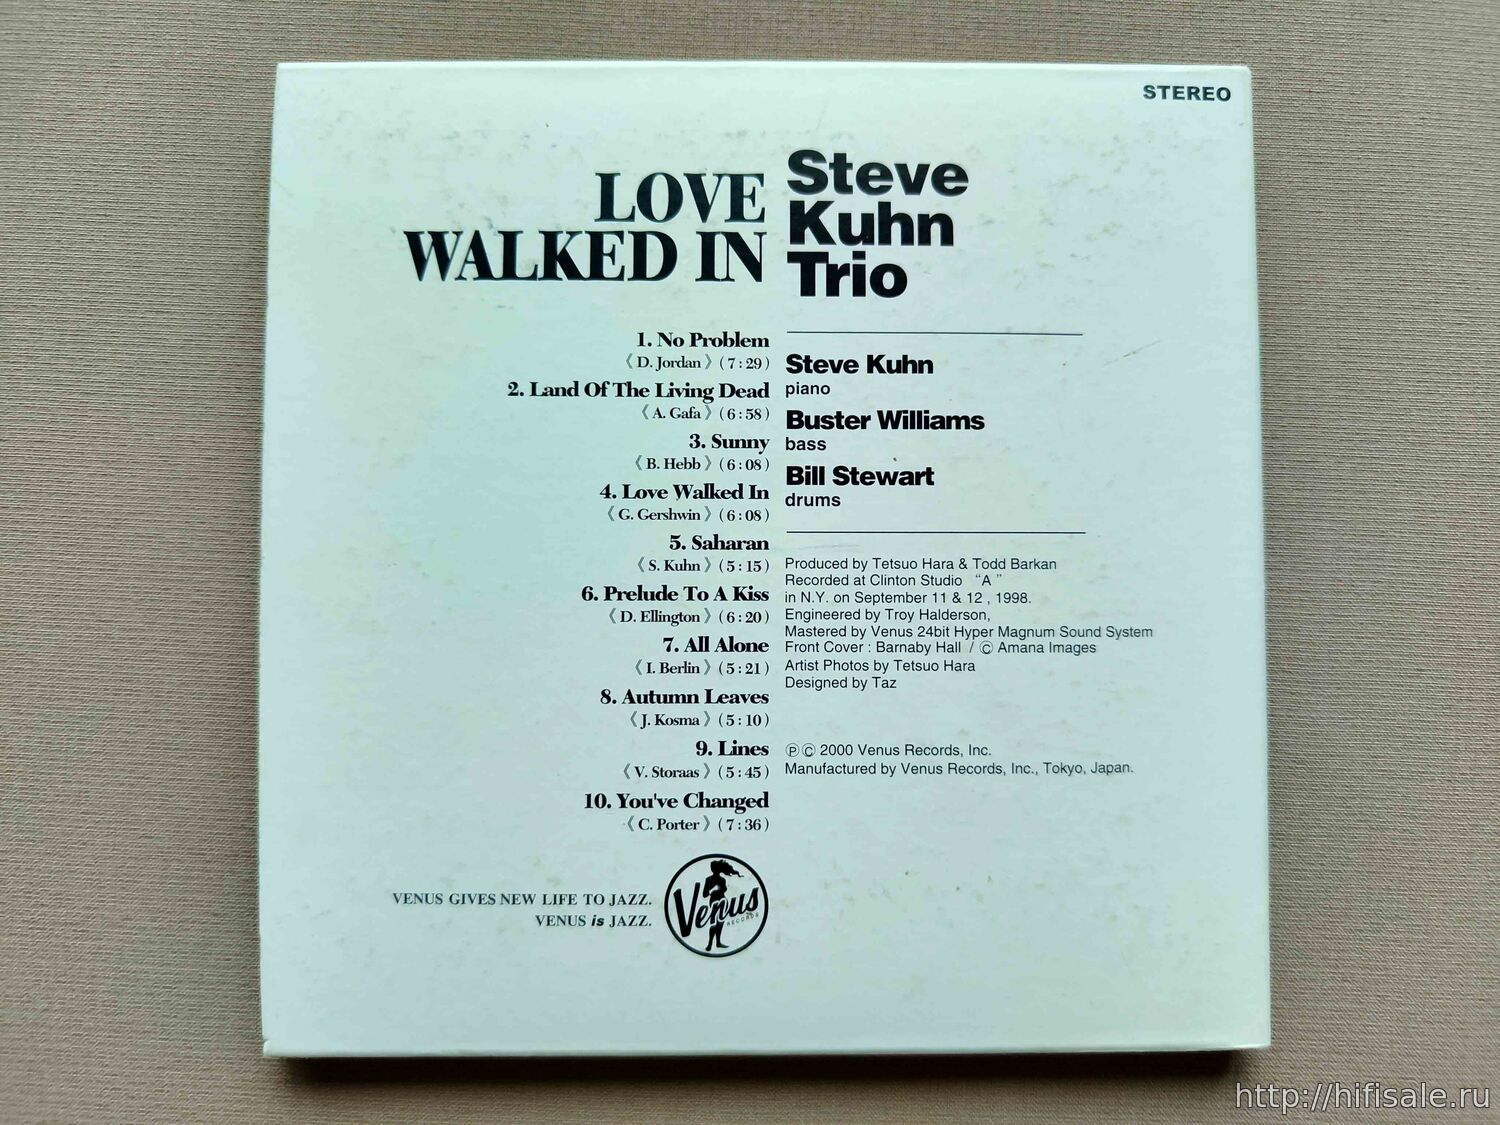 STEREO
LOVE
WALKED IN
Steve
Kuhn
Trio
1. No Problem
《 D. Jordan 》 ( 7 : 29 )
2. Land Of The Living Dead
《 A. Gafa 》 ( 6 : 58 )
3. Sunny
《 B. Hebb 》 ( 6 : 08 )
4. Love Walked In
《 G. Gershwin 》 ( 6 : 08 )
5. Saharan
《 S. Kuhn 》 ( 5 : 15 )
6. Prelude To A Kiss
《 D. Ellington 》 ( 6 : 20 )
7. All Alone
《 I. Berlin 》 ( 5 : 21 )
8. Autumn Leaves
《 J. Kosma 》 ( 5 : 10 )
9. Lines
《 V. Storaas 》 ( 5 : 45 )
10. You've Changed
《 C. Porter 》 ( 7 : 36 )
Steve Kuhn
piano
Buster Williams
bass
Bill Stewart
drums
Produced by Tetsuo Hara & Todd Barkan
Recorded at Clinton Studio “A ”
in N.Y. on September 11 & 12 , 1998.
Engineered by Troy Halderson,
Mastered by Venus 24bit Hyper Magnum Sound System
Front Cover : Barnaby Hall / © Amana Images
Artist Photos by Tetsuo Hara
Designed by Taz
℗© 2000 Venus Records, Inc.
Manufactured by Venus Records, Inc., Tokyo, Japan.
VENUS GIVES NEW LIFE TO JAZZ.
VENUS is JAZZ.
Venus
RECORDS
http://hifisale.ru